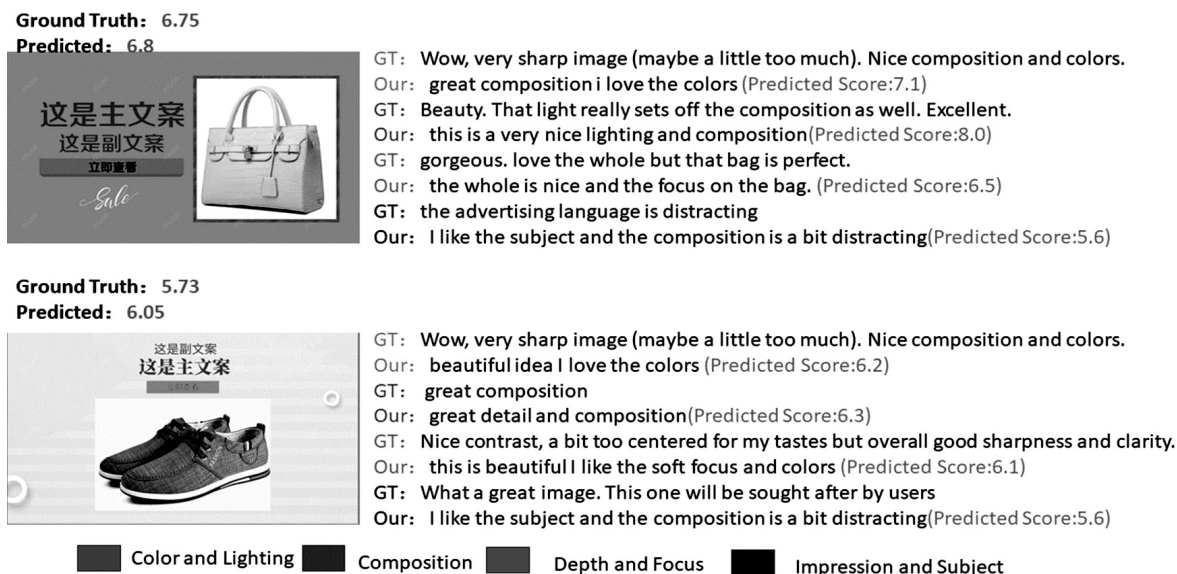 Ground Truth： 6.75
Predicted： 6.8
这是主文案
这是副文案
立即查看
Sale
GT： Wow, very sharp image (maybe a little too much). Nice composition and colors.
Our： great composition i love the colors (Predicted Score:7.1)
GT： Beauty. That light really sets off the composition as well. Excellent.
Our： this is a very nice lighting and composition(Predicted Score:8.0)
GT： gorgeous. love the whole but that bag is perfect.
Our： the whole is nice and the focus on the bag. (Predicted Score:6.5)
GT： the advertising language is distracting
Our： I like the subject and the composition is a bit distracting(Predicted Score:5.6)
Ground Truth： 5.73
Predicted： 6.05
这是副文案
这是主文案
立即查看
GT： Wow, very sharp image (maybe a little too much). Nice composition and colors.
Our： beautiful idea I love the colors (Predicted Score:6.2)
GT： great composition
Our： great detail and composition(Predicted Score:6.3)
GT： Nice contrast, a bit too centered for my tastes but overall good sharpness and clarity.
Our： this is beautiful I like the soft focus and colors (Predicted Score:6.1)
GT： What a great image. This one will be sought after by users
Our： I like the subject and the composition is a bit distracting(Predicted Score:5.6)
Color and Lighting Composition Depth and Focus Impression and Subject